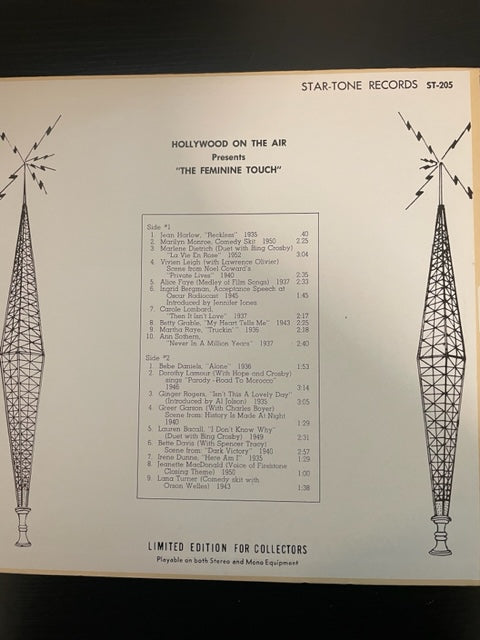 STAR-TONE RECORDS ST-205
HOLLYWOOD ON THE AIR
Presents
"THE FEMININE TOUCH"
Side #1
1. Jean Harlow, "Reckless" 1935 .40
2. Marilyn Monroe, Comedy Skit 1950 2:25
3. Marlene Dietrich (Duet with Bing Crosby)
"La Vie En Rose" 1952 3:04
4. Vivien Leigh (with Lawrence Olivier)
Scene from Noel Coward's
"Private Lives" 1940 2:35
5. Alice Faye (Medley of Film Songs) 1937 2:33
6. Ingrid Bergman, Acceptance Speech at
Oscar Radiocast 1945 1:45
Introduced by Jennifer Jones
7. Carole Lombard,
"Then It Isn't Love" 1937 2:17
8. Betty Grable, "My Heart Tells Me" 1943 2:25
9. Martha Raye, "Truckin'" 1936 2:18
10. Ann Sothern,
"Never In A Million Years" 1937 2:40
Side #2
1. Bebe Daniels, "Alone" 1936 1:53
2. Dorothy Lamour (With Hope and Crosby)
sings "Parody -Road To Morocco"
1946 3:14
3. Ginger Rogers, "Isn't This A Lovely Day"
(Introduced by Al Jolson) 1935 3:05
4. Greer Garson (With Charles Boyer)
Scene from: History Is Made At Night
1940 1:29
5. Lauren Bacall, "I Don't Know Why"
(Duet with Bing Crosby) 1949 2:31
6. Bette Davis (With Spencer Tracy)
Scene from: "Dark Victory" 1940 2:57
7. Irene Dunne, "Here Am I" 1935 1:29
8. Jeanette MacDonald (Voice of Firestone
Closing Theme) 1950 1:00
9. Lana Turner (Comedy skit with
Orson Welles) 1943 1:38
LIMITED EDITION FOR COLLECTORS
Playable on both Stereo and Mono Equipment